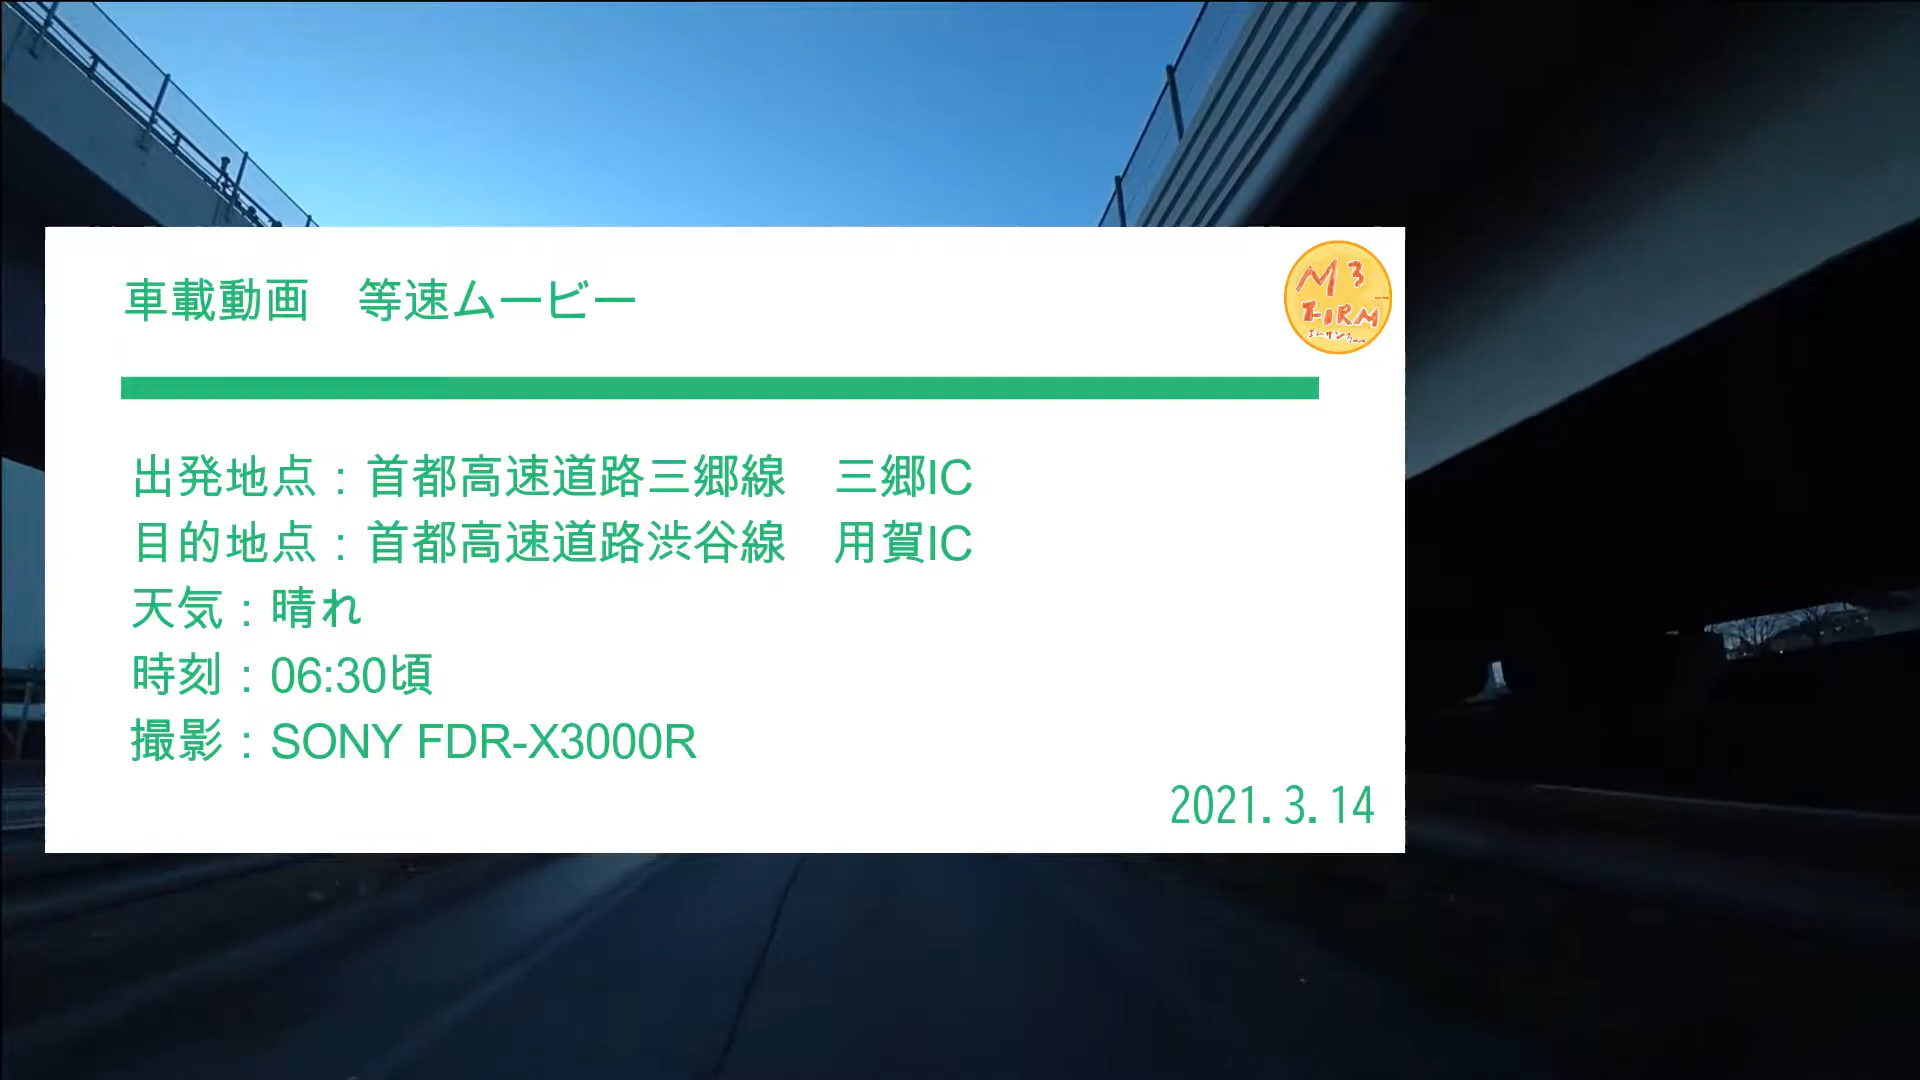 車載動画　等速ムービー
M3
FIRM
出発地点：首都高速道路三郷線　三郷IC
目的地点：首都高速道路渋谷線　用賀IC
天気：晴れ
時刻：06:30頃
撮影：SONY FDR-X3000R
2021.3.14